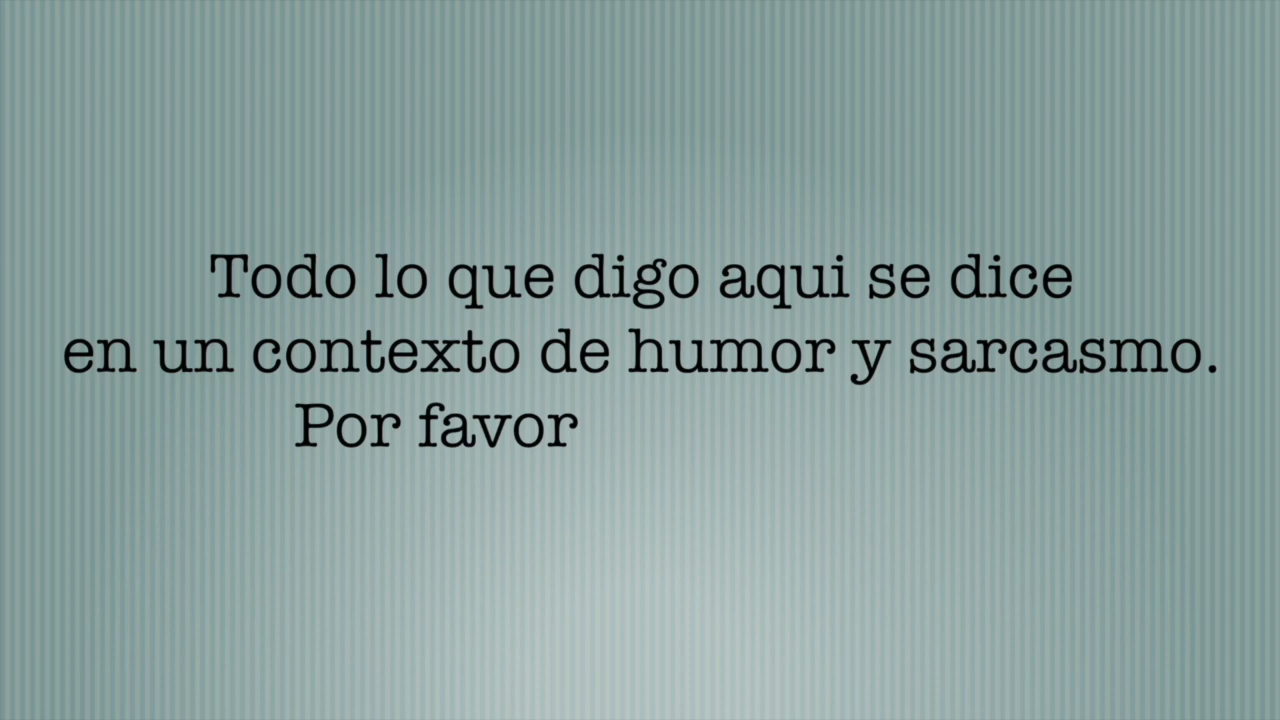 Todo lo que digo aqui se dice
en un contexto de humor y sarcasmo.
Por favor